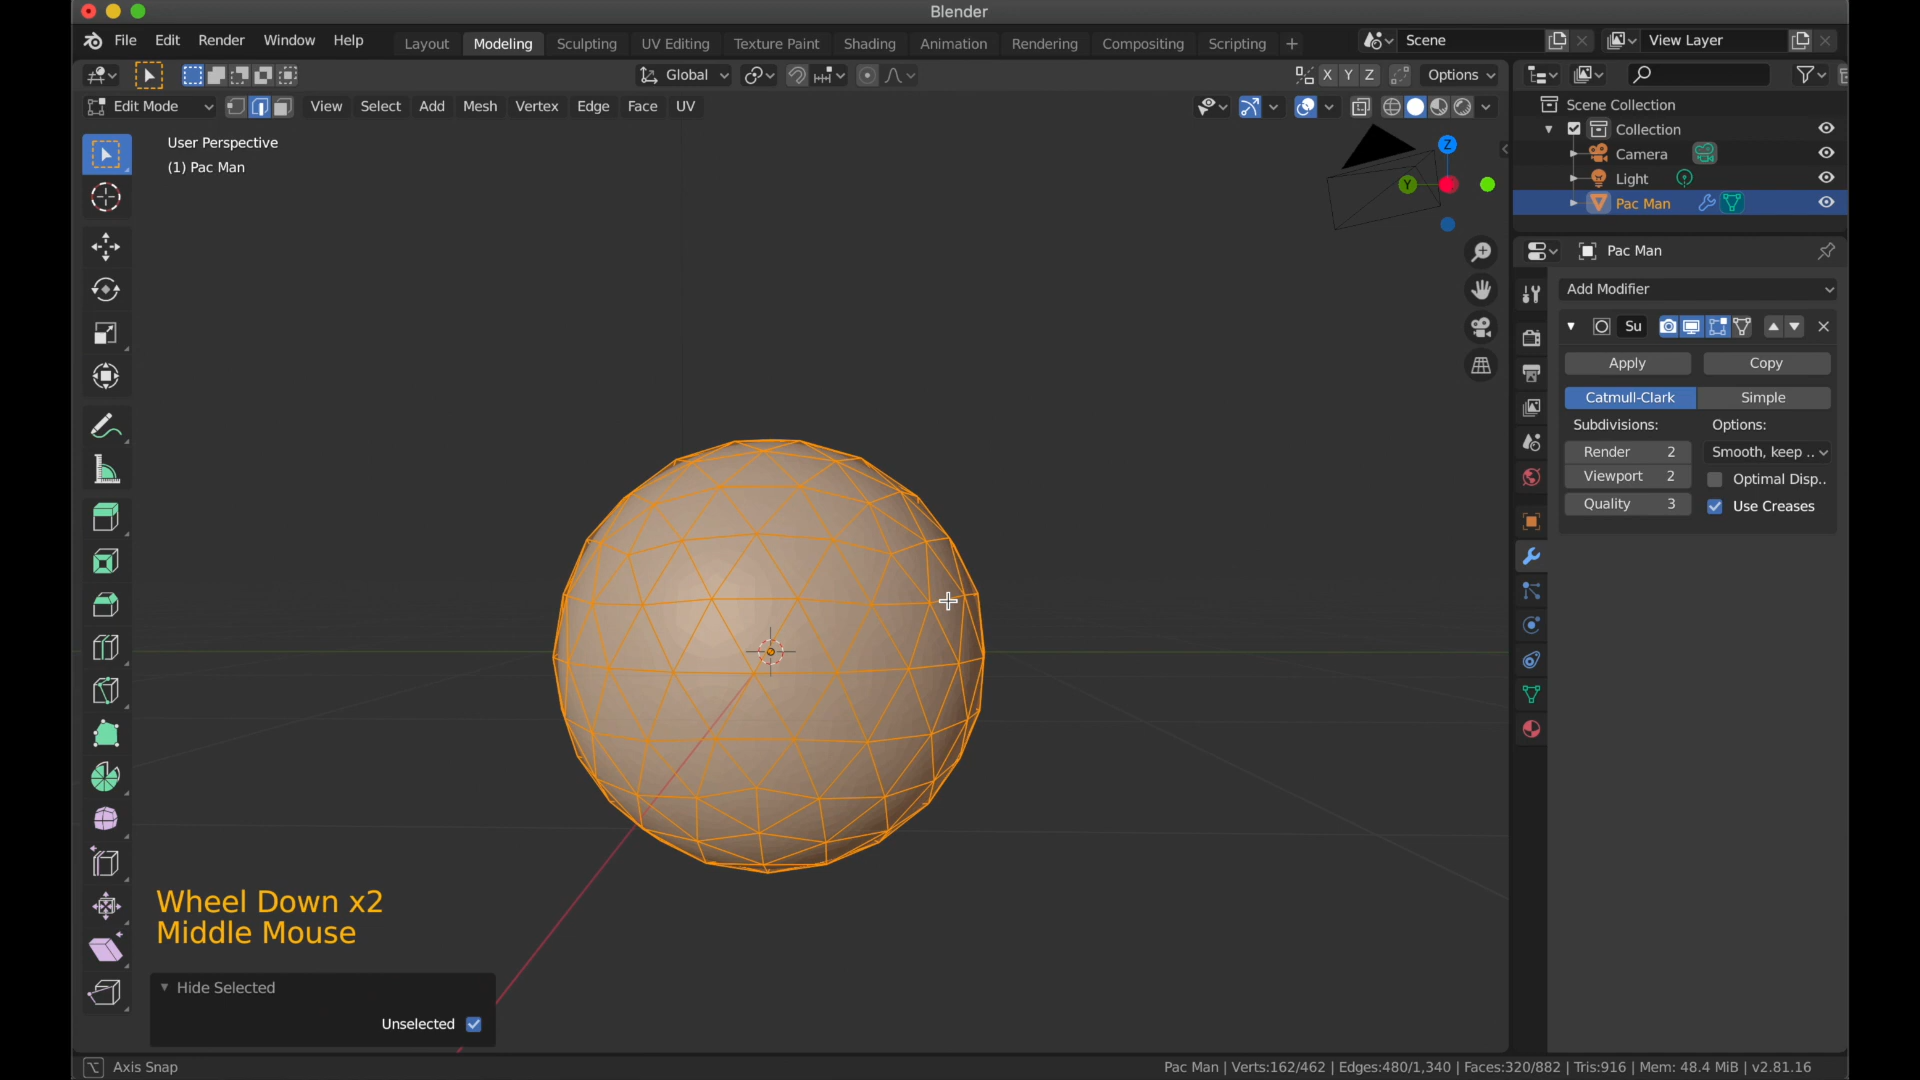 Blender
File Edit Render Window Help Layout Modeling Sculpting UV Editing Texture Paint Shading Animation Rendering Compositing Scripting + Scene View Layer
Global X Y Z Options
Edit Mode View Select Add Mesh Vertex Edge Face UV
User Perspective
(1) Pac Man
Z
Y
Scene Collection
Collection
Camera
Light
Pac Man
Pac Man
Add Modifier
Su
Apply Copy
Catmull-Clark Simple
Subdivisions: Options:
Render 2 Smooth, keep ..
Viewport 2 Optimal Disp..
Quality 3 Use Creases
Wheel Down x2
Middle Mouse
Hide Selected
Unselected
Axis Snap
Pac Man | Verts:162/462 | Edges:480/1,340 | Faces:320/882 | Tris:916 | Mem: 48.4 MiB | v2.81.16